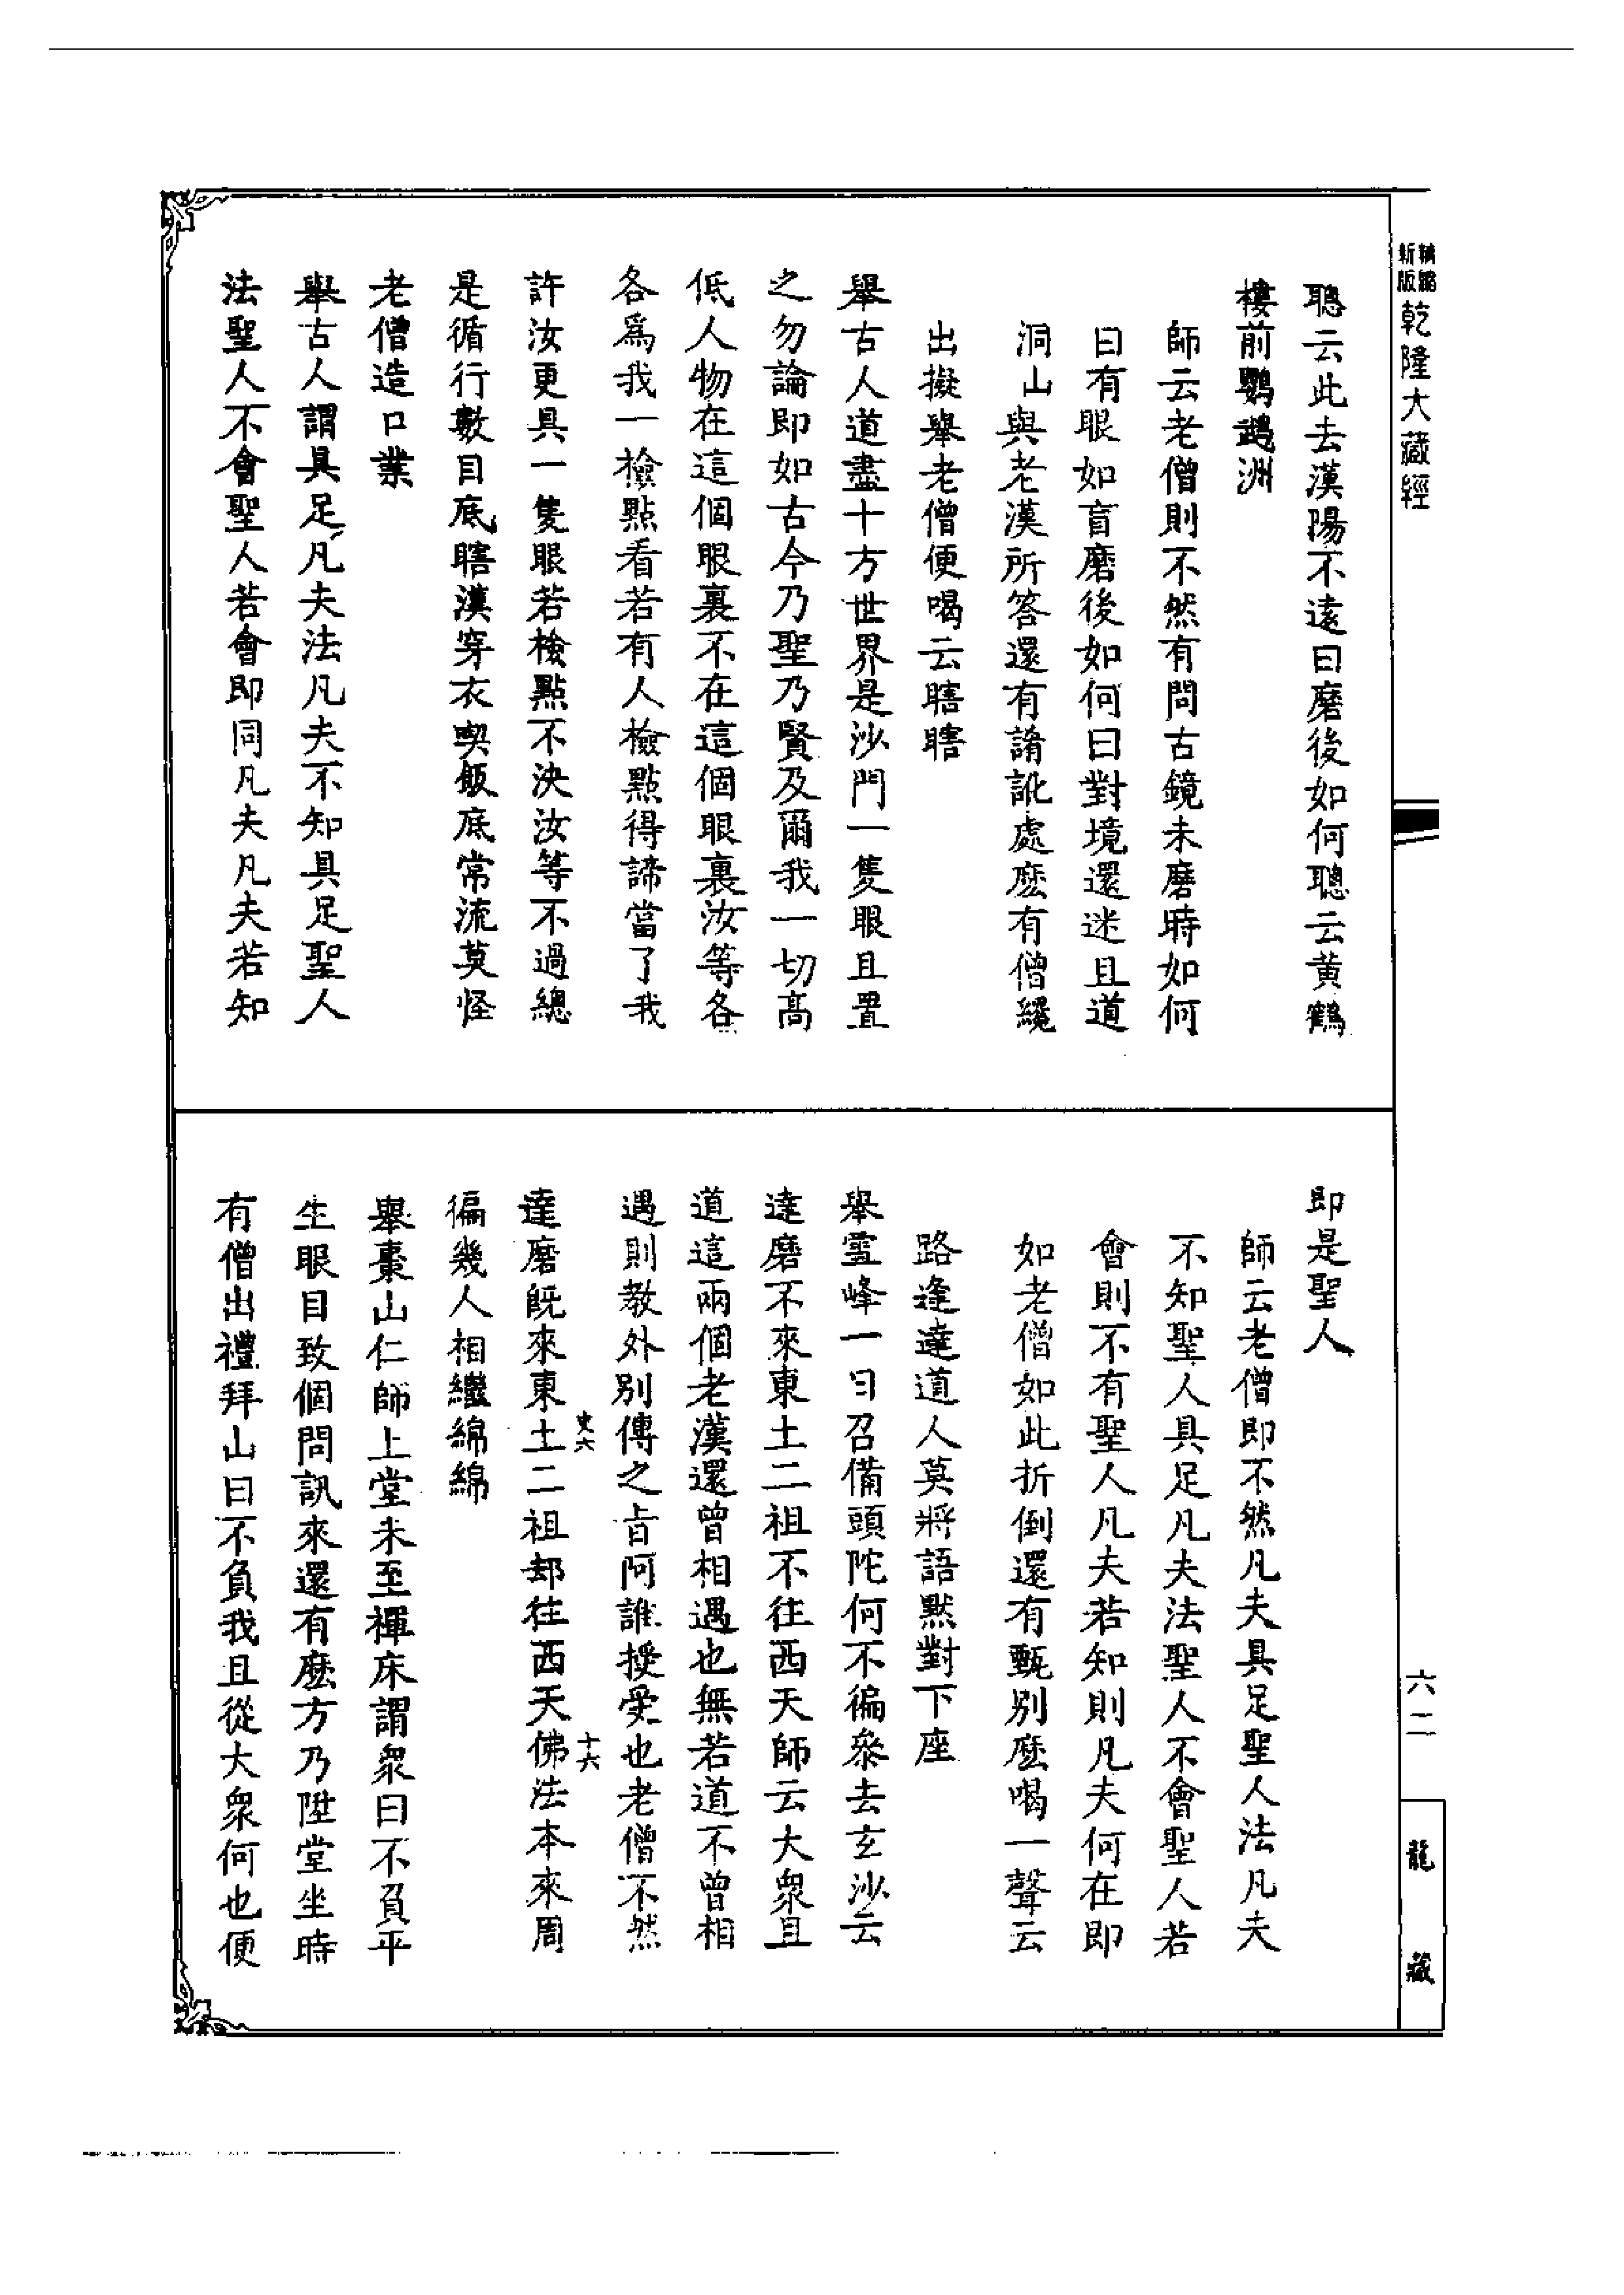 新版
精縮
乾隆大藏經
聰云此去漢陽不遠曰磨後如何聰云黃鶴
樓前鸚鵡洲
師云老僧則不然有問古鏡未磨時如何
曰有眼如盲磨後如何曰對境還迷且道
洞山與老漢所答還有誵訛處麽有僧纔
出擬舉老僧便喝云瞎瞎
舉古人道盡十方世界是沙門一隻眼且置
之勿論即如古今乃聖乃賢及爾我一切高
低人物在這個眼裏不在這個眼裏汝等各
各爲我一檢點看若有人檢點得諦當了我
許汝更具一隻眼若檢點不決汝等不過總
是循行數目底瞎漢穿衣喫飯底常流莫怪
老僧造口業
舉古人謂具足凡夫法凡夫不知具足聖人
法聖人不會聖人若會即同凡夫凡夫若知
即是聖人
師云老僧即不然凡夫具足聖人法凡夫
不知聖人具足凡夫法聖人不會聖人若
會則不有聖人凡夫若知則凡夫何在即
如老僧如此折倒還有甄別麽喝一聲云
路逢達道人莫將語默對下座
舉雪峰一日召備頭陀何不徧叅去玄沙云
達磨不來東土二祖不往西天師云大衆且
道這兩個老漢還曾相遇也無若道不曾相
遇則教外別傳之旨阿誰授受也老僧不然
史六
十六
達磨旣來東土二祖却往西天佛法本來周
徧幾人相繼綿綿
舉棗山仁師上堂未至禪床謂衆曰不負平
生眼目致個問訊來還有麽方乃陞堂坐時
有僧出禮拜山曰不負我且從大衆何也便
六二
龍藏